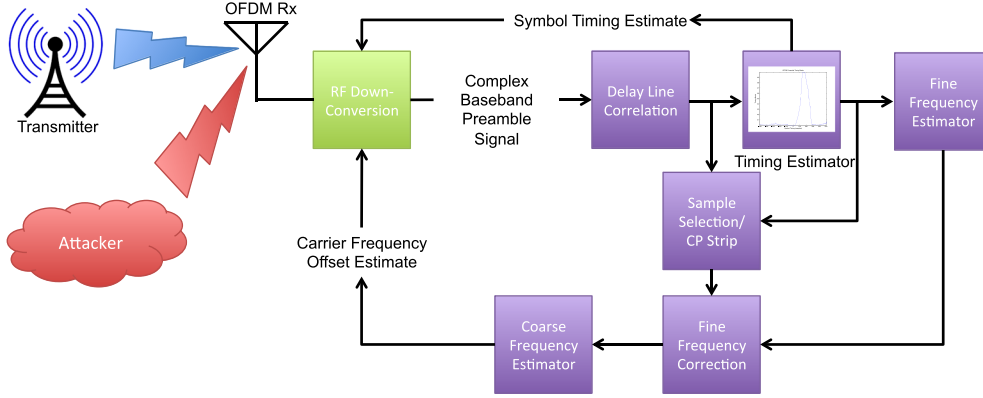 OFDM Rx
Symbol Timing Estimate
Transmitter
RF Down-
Conversion
Complex
Baseband
Preamble
Signal
Delay Line
Correlation
Timing Estimator
Fine
Frequency
Estimator
Sample
Selection/
CP Strip
Attacker
Carrier Frequency
Offset Estimate
Coarse
Frequency
Estimator
Fine
Frequency
Correction